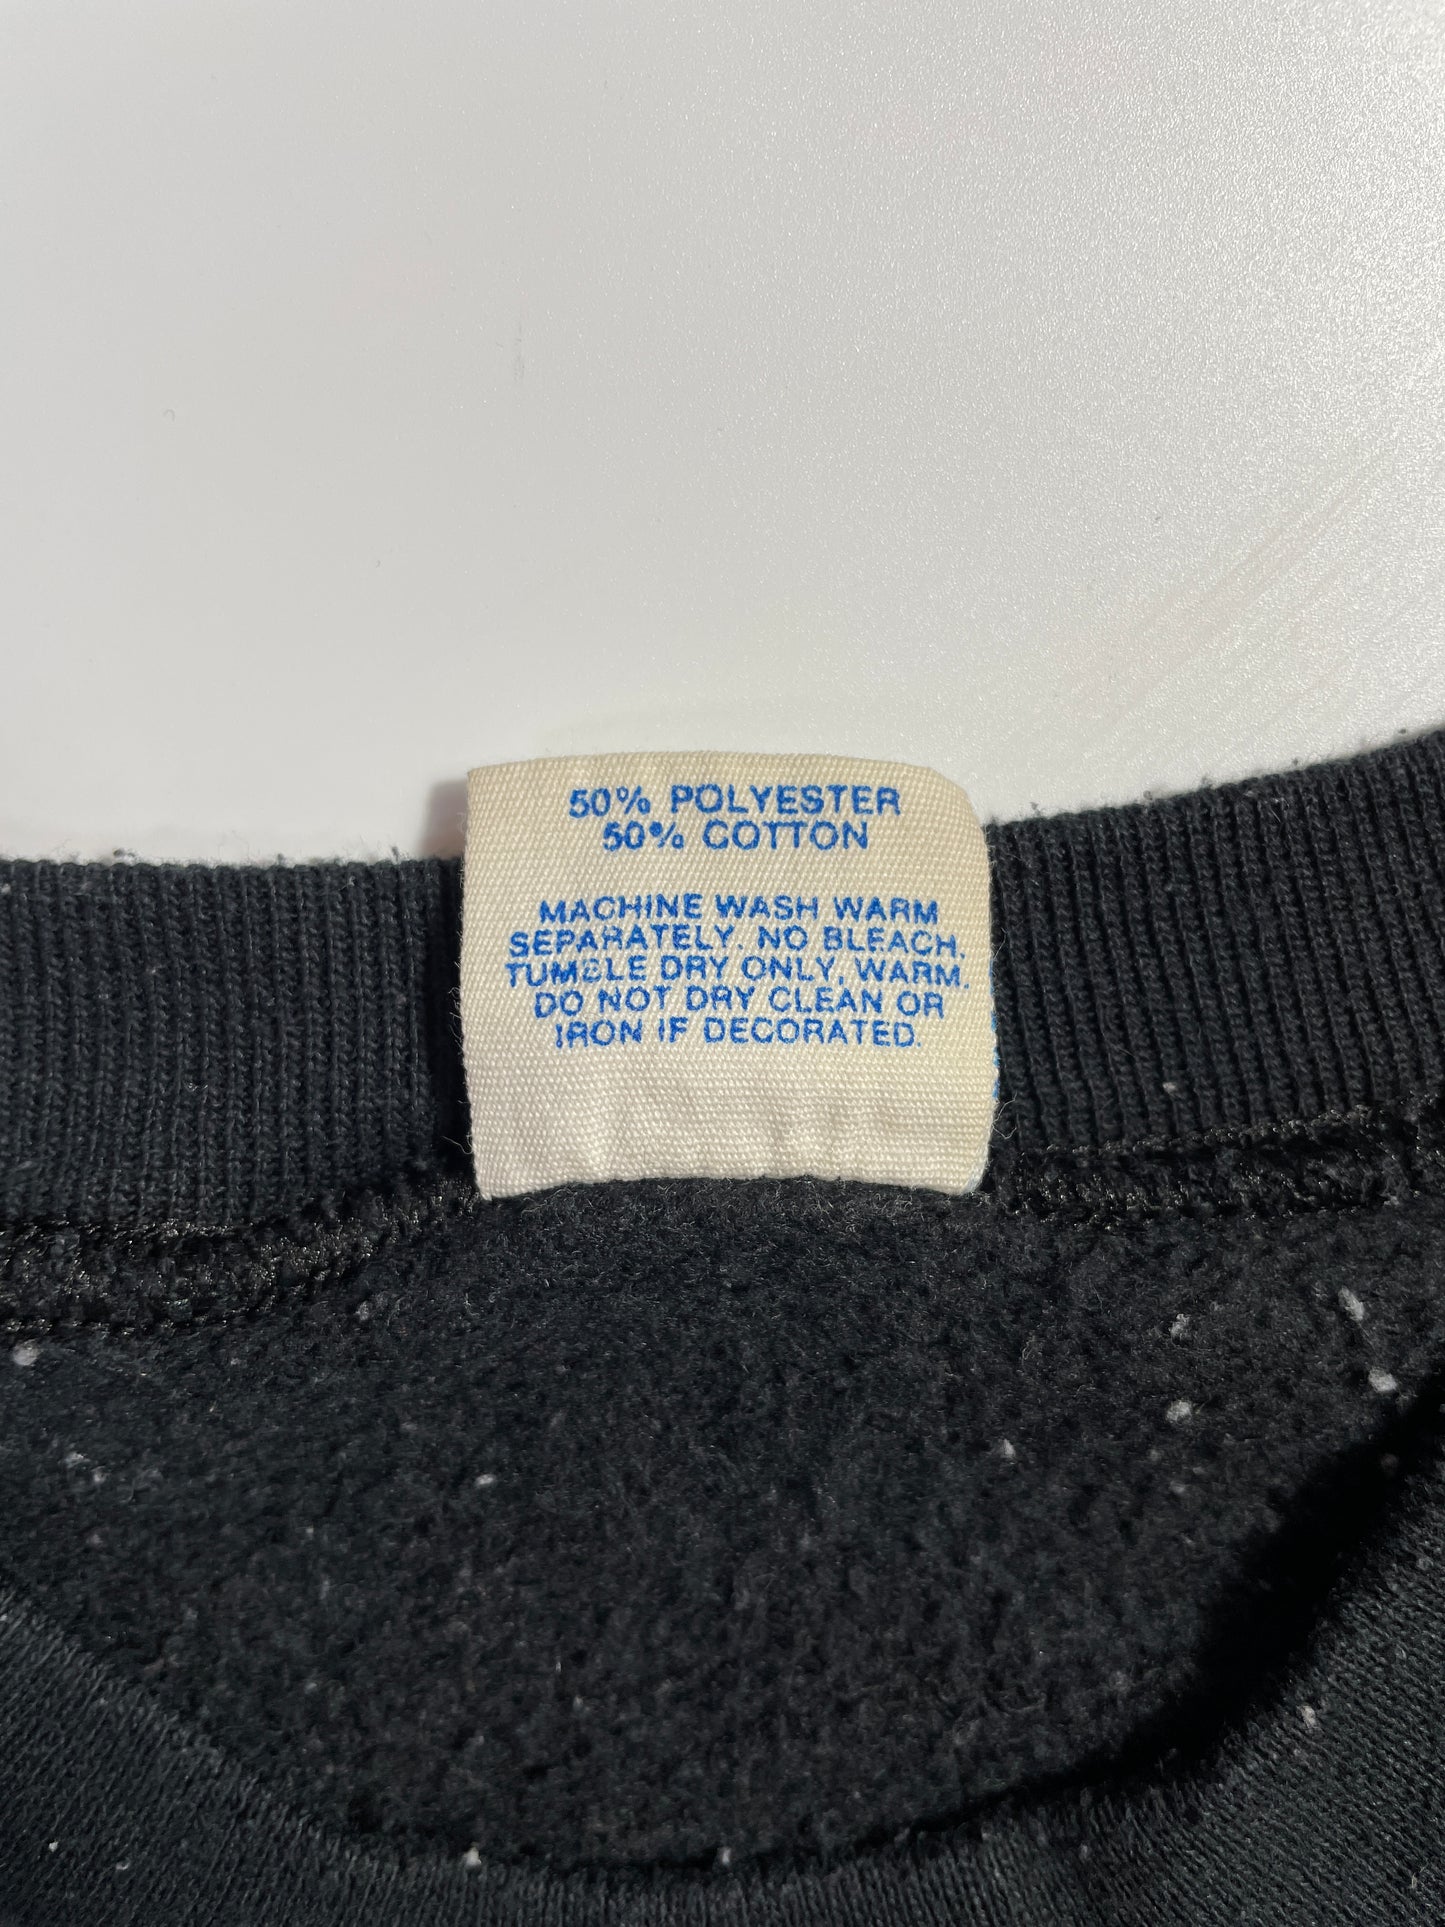 50% POLYESTER
50% COTTON
MACHINE WASH WARM
SEPARATELY. NO BLEACH.
TUMBLE DRY ONLY, WARM.
DO NOT DRY CLEAN OR
IRON IF DECORATED.